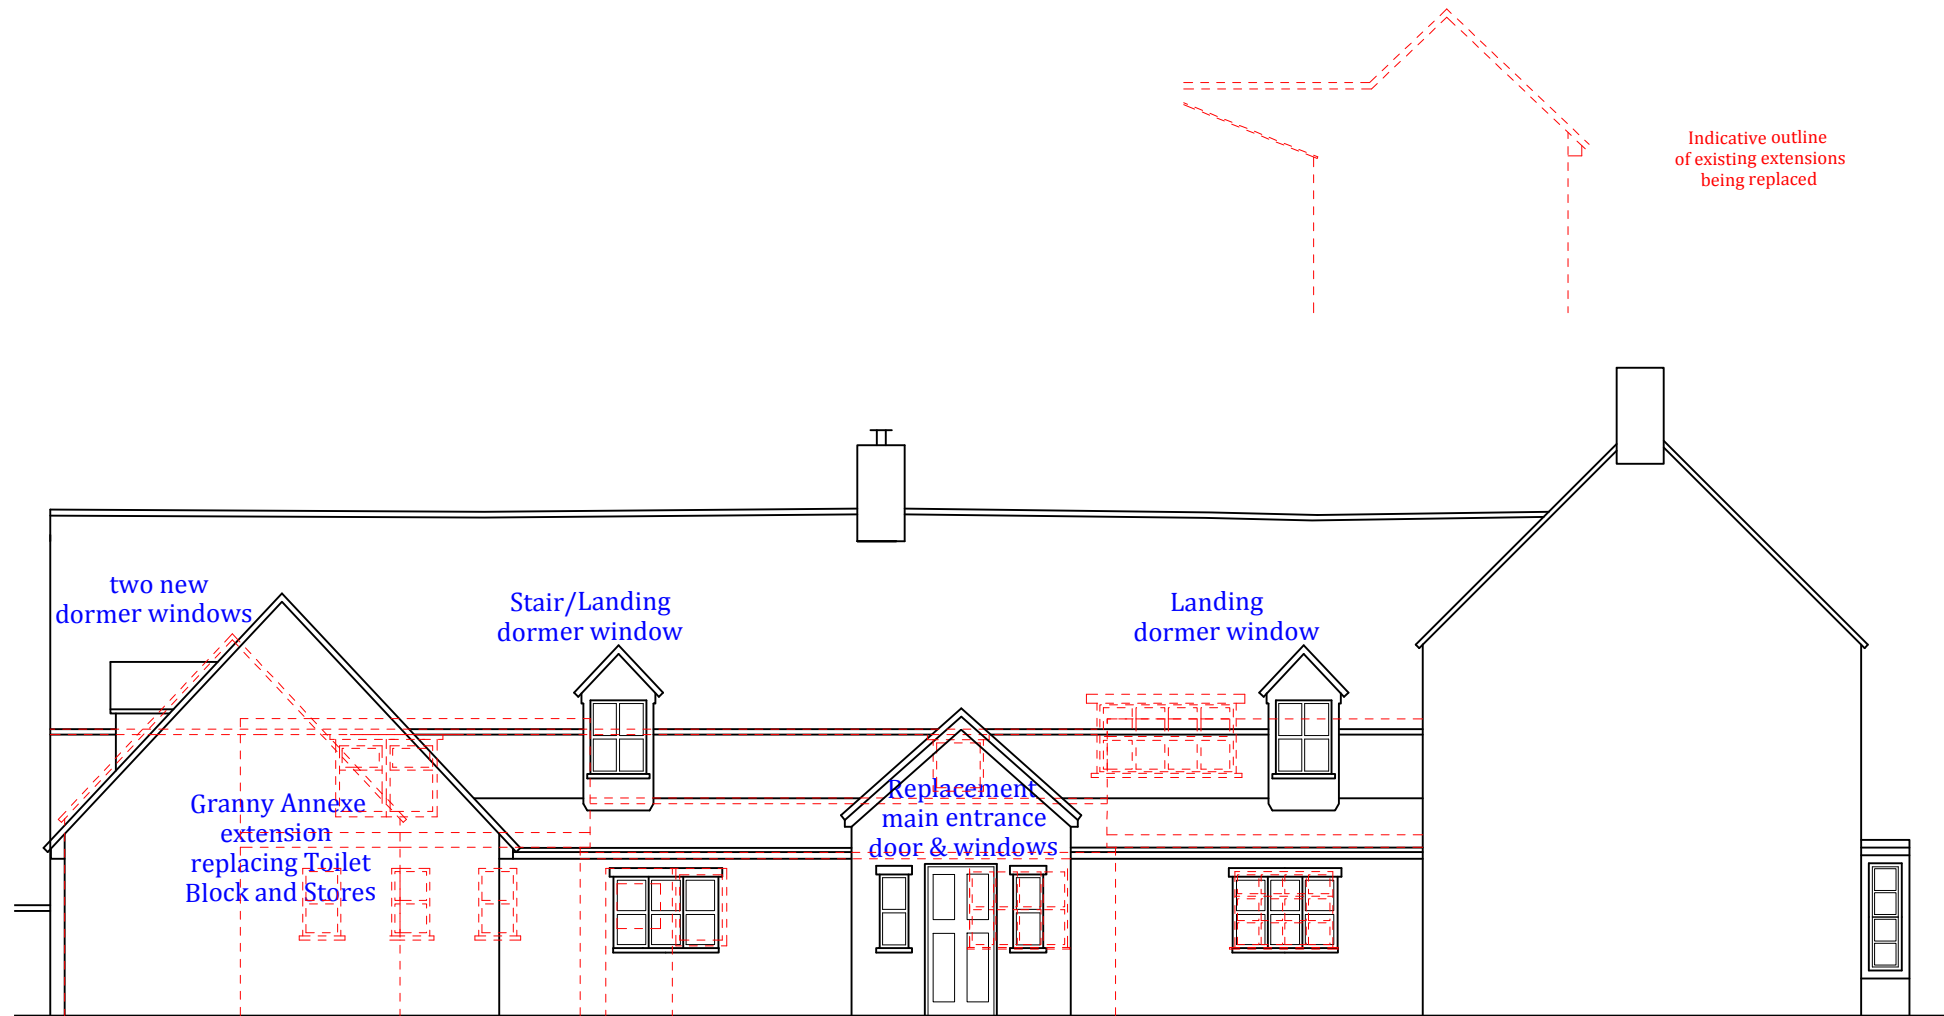 Indicative outline
of existing extensions
being replaced
two new
dormer windows
Stair/Landing
dormer window
Landing
dormer window
Granny Annexe
extension
replacing Toilet
Block and Stores
Replacement
main entrance
door & windows